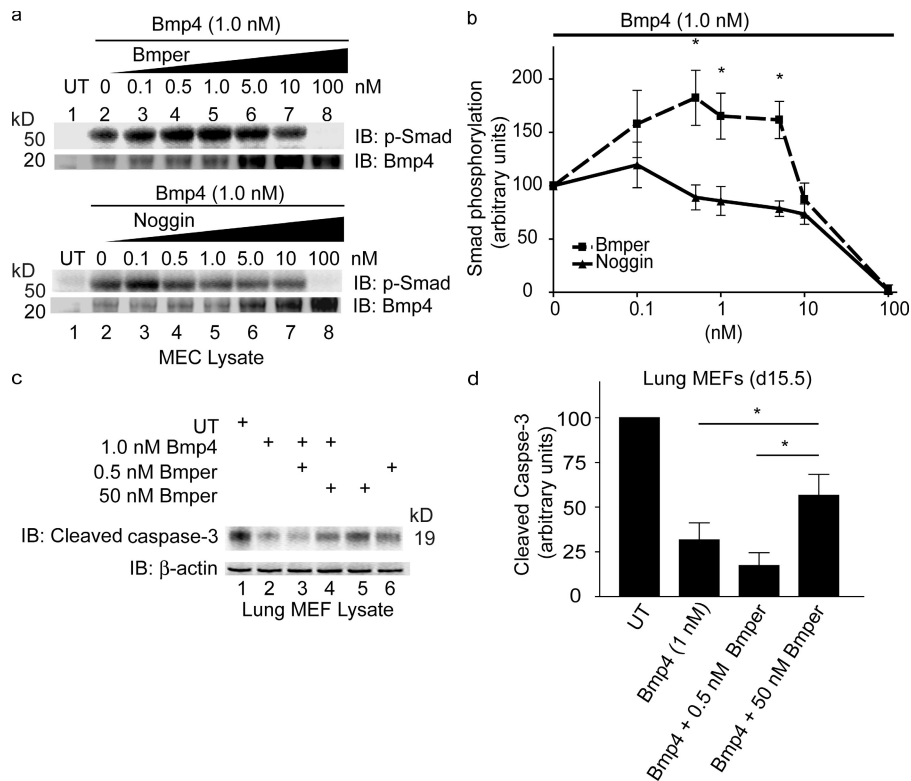 a
Bmp4 (1.0 nM)
Bmper
UT 0 0.1 0.5 1.0 5.0 10 100 nM
kD 1 2 3 4 5 6 7 8
50 IB: p-Smad
20 IB: Bmp4
Bmp4 (1.0 nM)
Noggin
kD UT 0 0.1 0.5 1.0 5.0 10 100 nM
50 IB: p-Smad
20 IB: Bmp4
1 2 3 4 5 6 7 8
MEC Lysate
b
Bmp4 (1.0 nM)
* * *
Smad phosphorylation
(arbitrary units)
200
150
100
50
0
Bmper
Noggin
0 0.1 1 10 100
(nM)
c
UT +
1.0 nM Bmp4 + + +
0.5 nM Bmper + +
50 nM Bmper + +
kD
IB: Cleaved caspase-3 19
IB: β-actin
1 2 3 4 5 6
Lung MEF Lysate
d
Lung MEFs (d15.5)
*
*
Cleaved Caspse-3
(arbitrary units)
100
75
50
25
0
UT
Bmp4 (1 nM)
Bmp4 + 0.5 nM Bmper
Bmp4 + 50 nM Bmper